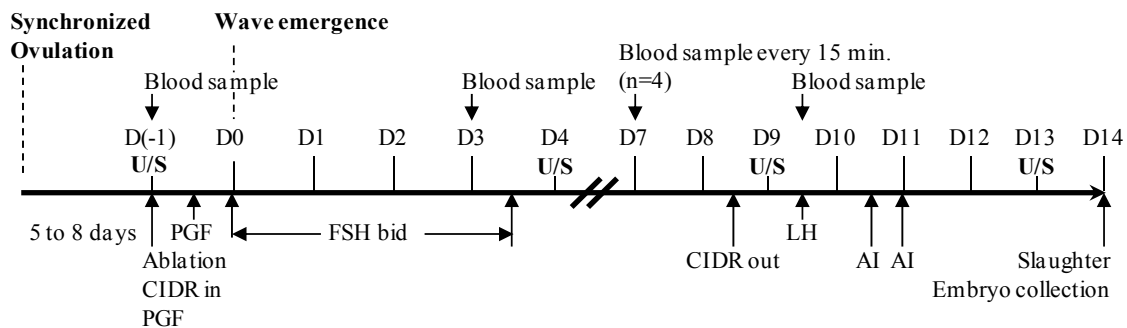 Synchronized Wave emergence
Ovulation
Blood sample every 15 min.
Blood sample Blood sample (n=4) Blood sample
D(-1) D0 D1 D2 D3 D4 D7 D8 D9 D10 D11 D12 D13 D14
U/S U/S U/S U/S
5 to 8 days PGF FSH bid CIDR out LH AI AI Slaughter
Ablation Embryo collection
CIDR in
PGF